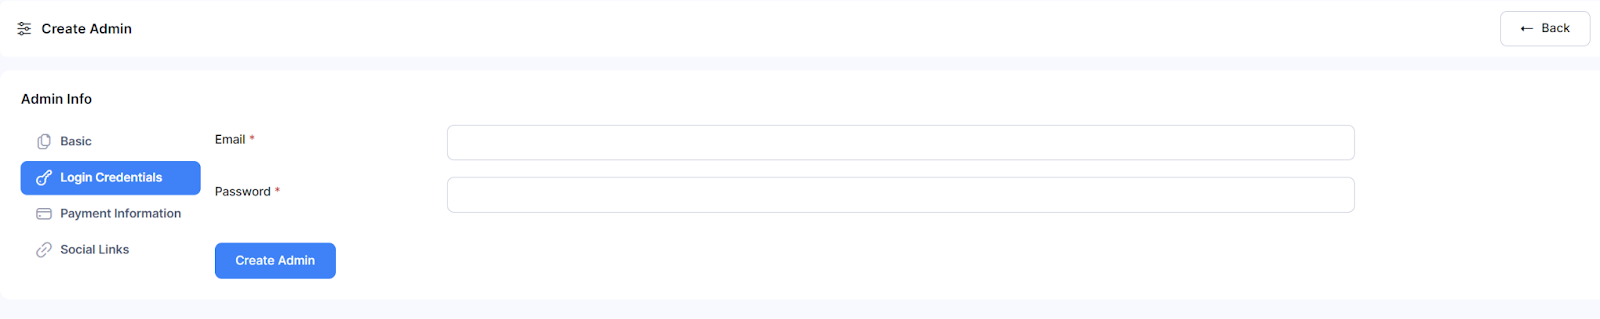 Create Admin
← Back
Admin Info
Basic
Login Credentials
Payment Information
Social Links
Email *
Password *
Create Admin